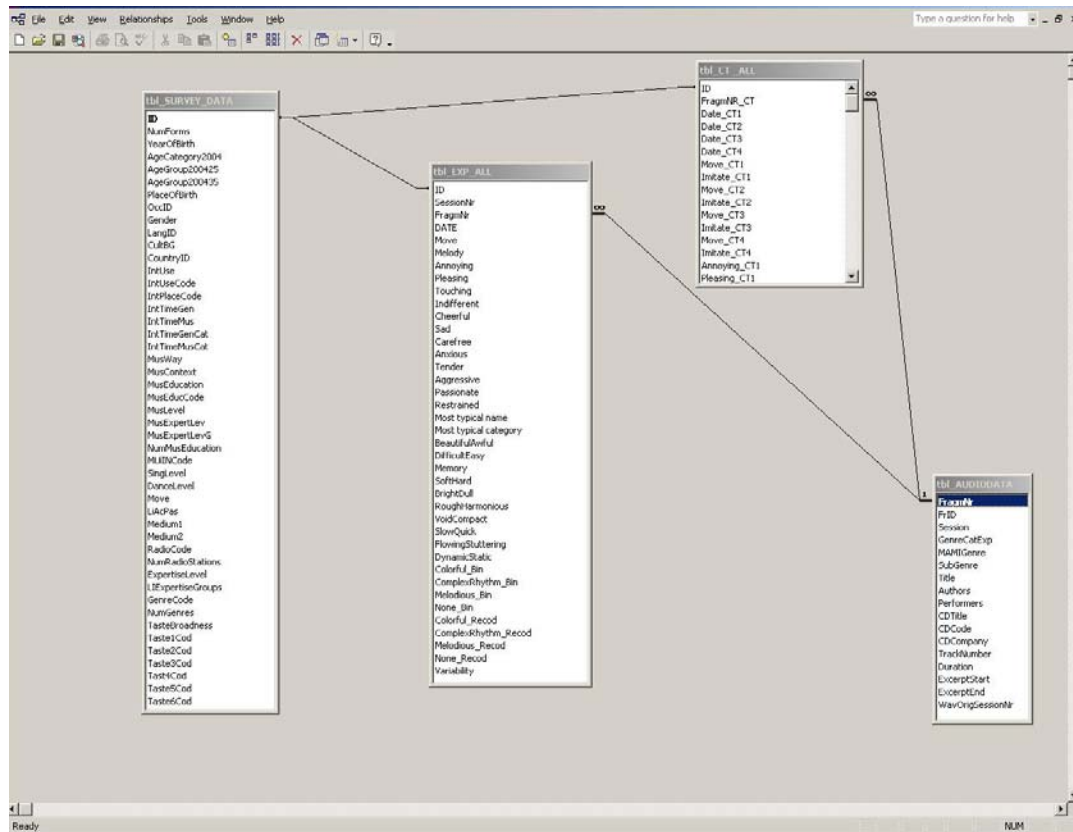 File Edit View Relationships Tools Window Help
Type a question for help
tbl_SURVEY_DATA
ID
NumForms
YearOfBirth
AgeCategory2004
AgeGroup200425
AgeGroup200435
PlaceOfBirth
OccID
Gender
LangID
CultBG
CountryID
IntUse
IntUseCode
IntPlaceCode
IntTimeGen
IntTimeMus
IntTimeGenCat
IntTimeMusCat
MusWay
MusContext
MusEducation
MusEducCode
MusLevel
MusExpertLev
MusExpertLevG
NumMusEducation
SingLevel
DanceLevel
Move
LiAcPas
Medium1
Medium2
RadioCode
NumRadioStations
ExpertiseLevel
LIExpertiseGroups
GenreCode
NumGenres
TasteBroadness
Taste1Cod
Taste2Cod
Taste3Cod
Tast4Cod
Taste5Cod
Taste6Cod
tbl_EXP_ALL
ID
SessionNr
FragmNr
DATE
Move
Melody
Annoying
Pleasing
Touching
Indifferent
Cheerful
Sad
Carefree
Anxious
Tender
Aggressive
Passionate
Restrained
Most typical name
Most typical category
BeautifulAwful
DifficultEasy
Memory
SoftHard
BrightDull
RoughHarmonious
VoidCompact
SlowQuick
FlowingStuttering
DynamicStatic
Colorful_Bin
ComplexRhythm_Bin
Melodious_Bin
None_Bin
Colorful_Recod
ComplexRhythm_Recod
Melodious_Recod
None_Recod
Variability
∞
tbl_CT_ALL
ID
FragmNR_CT
Date_CT1
Date_CT2
Date_CT3
Date_CT4
Move_CT1
Imitate_CT1
Move_CT2
Imitate_CT2
Move_CT3
Imitate_CT3
Move_CT4
Imitate_CT4
Annoying_CT1
Pleasing_CT1
∞
1
tbl_AUDIODATA
FragmNr
FrID
Session
GenreCatExp
MAMIGenre
SubGenre
Title
Authors
Performers
CDTitle
CDCode
CDCompany
TrackNumber
Duration
ExcerptStart
ExcerptEnd
WavOrigSessionNr
Ready
NUM